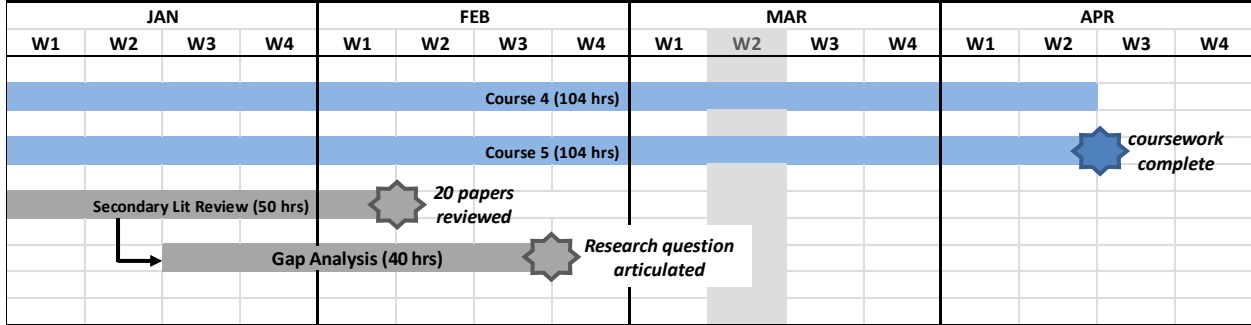 JAN FEB MAR APR
W1 W2 W3 W4 W1 W2 W3 W4 W1 W2 W3 W4 W1 W2 W3 W4
Course 4 (104 hrs)
Course 5 (104 hrs)
coursework
complete
Secondary Lit Review (50 hrs)
20 papers
reviewed
Gap Analysis (40 hrs)
Research question
articulated